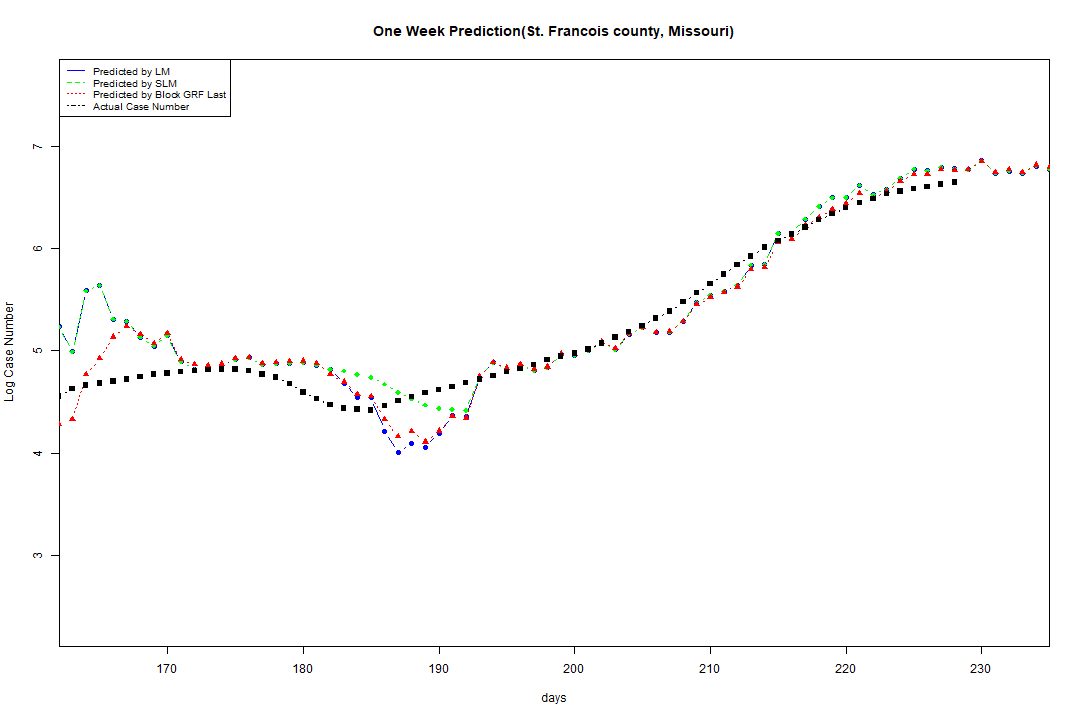 One Week Prediction(St. Francois county, Missouri)
Predicted by LM
Predicted by SLM
Predicted by Block GRF Last
Actual Case Number
7
6
5
4
3
Log Case Number
170 180 190 200 210 220 230
days